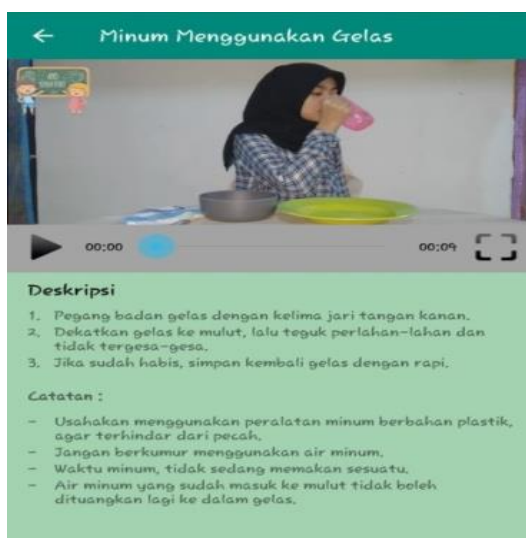 Minum Menggunakan Gelas
00:00
00:09
Deskripsi
1. Pegang badan gelas dengan kelima jari tangan kanan.
2. Dekatkan gelas ke mulut, lalu teguk perlahan-lahan dan
tidak tergesa-gesa.
3. Jika sudah habis, simpan kembali gelas dengan rapi.
Catatan :
- Usahakan menggunakan peralatan minum berbahan plastik,
agar terhindar dari pecah.
- Jangan berkumur menggunakan air minum.
- Waktu minum, tidak sedang memakan sesuatu.
- Air minum yang sudah masuk ke mulut tidak boleh
dituangkan lagi ke dalam gelas.